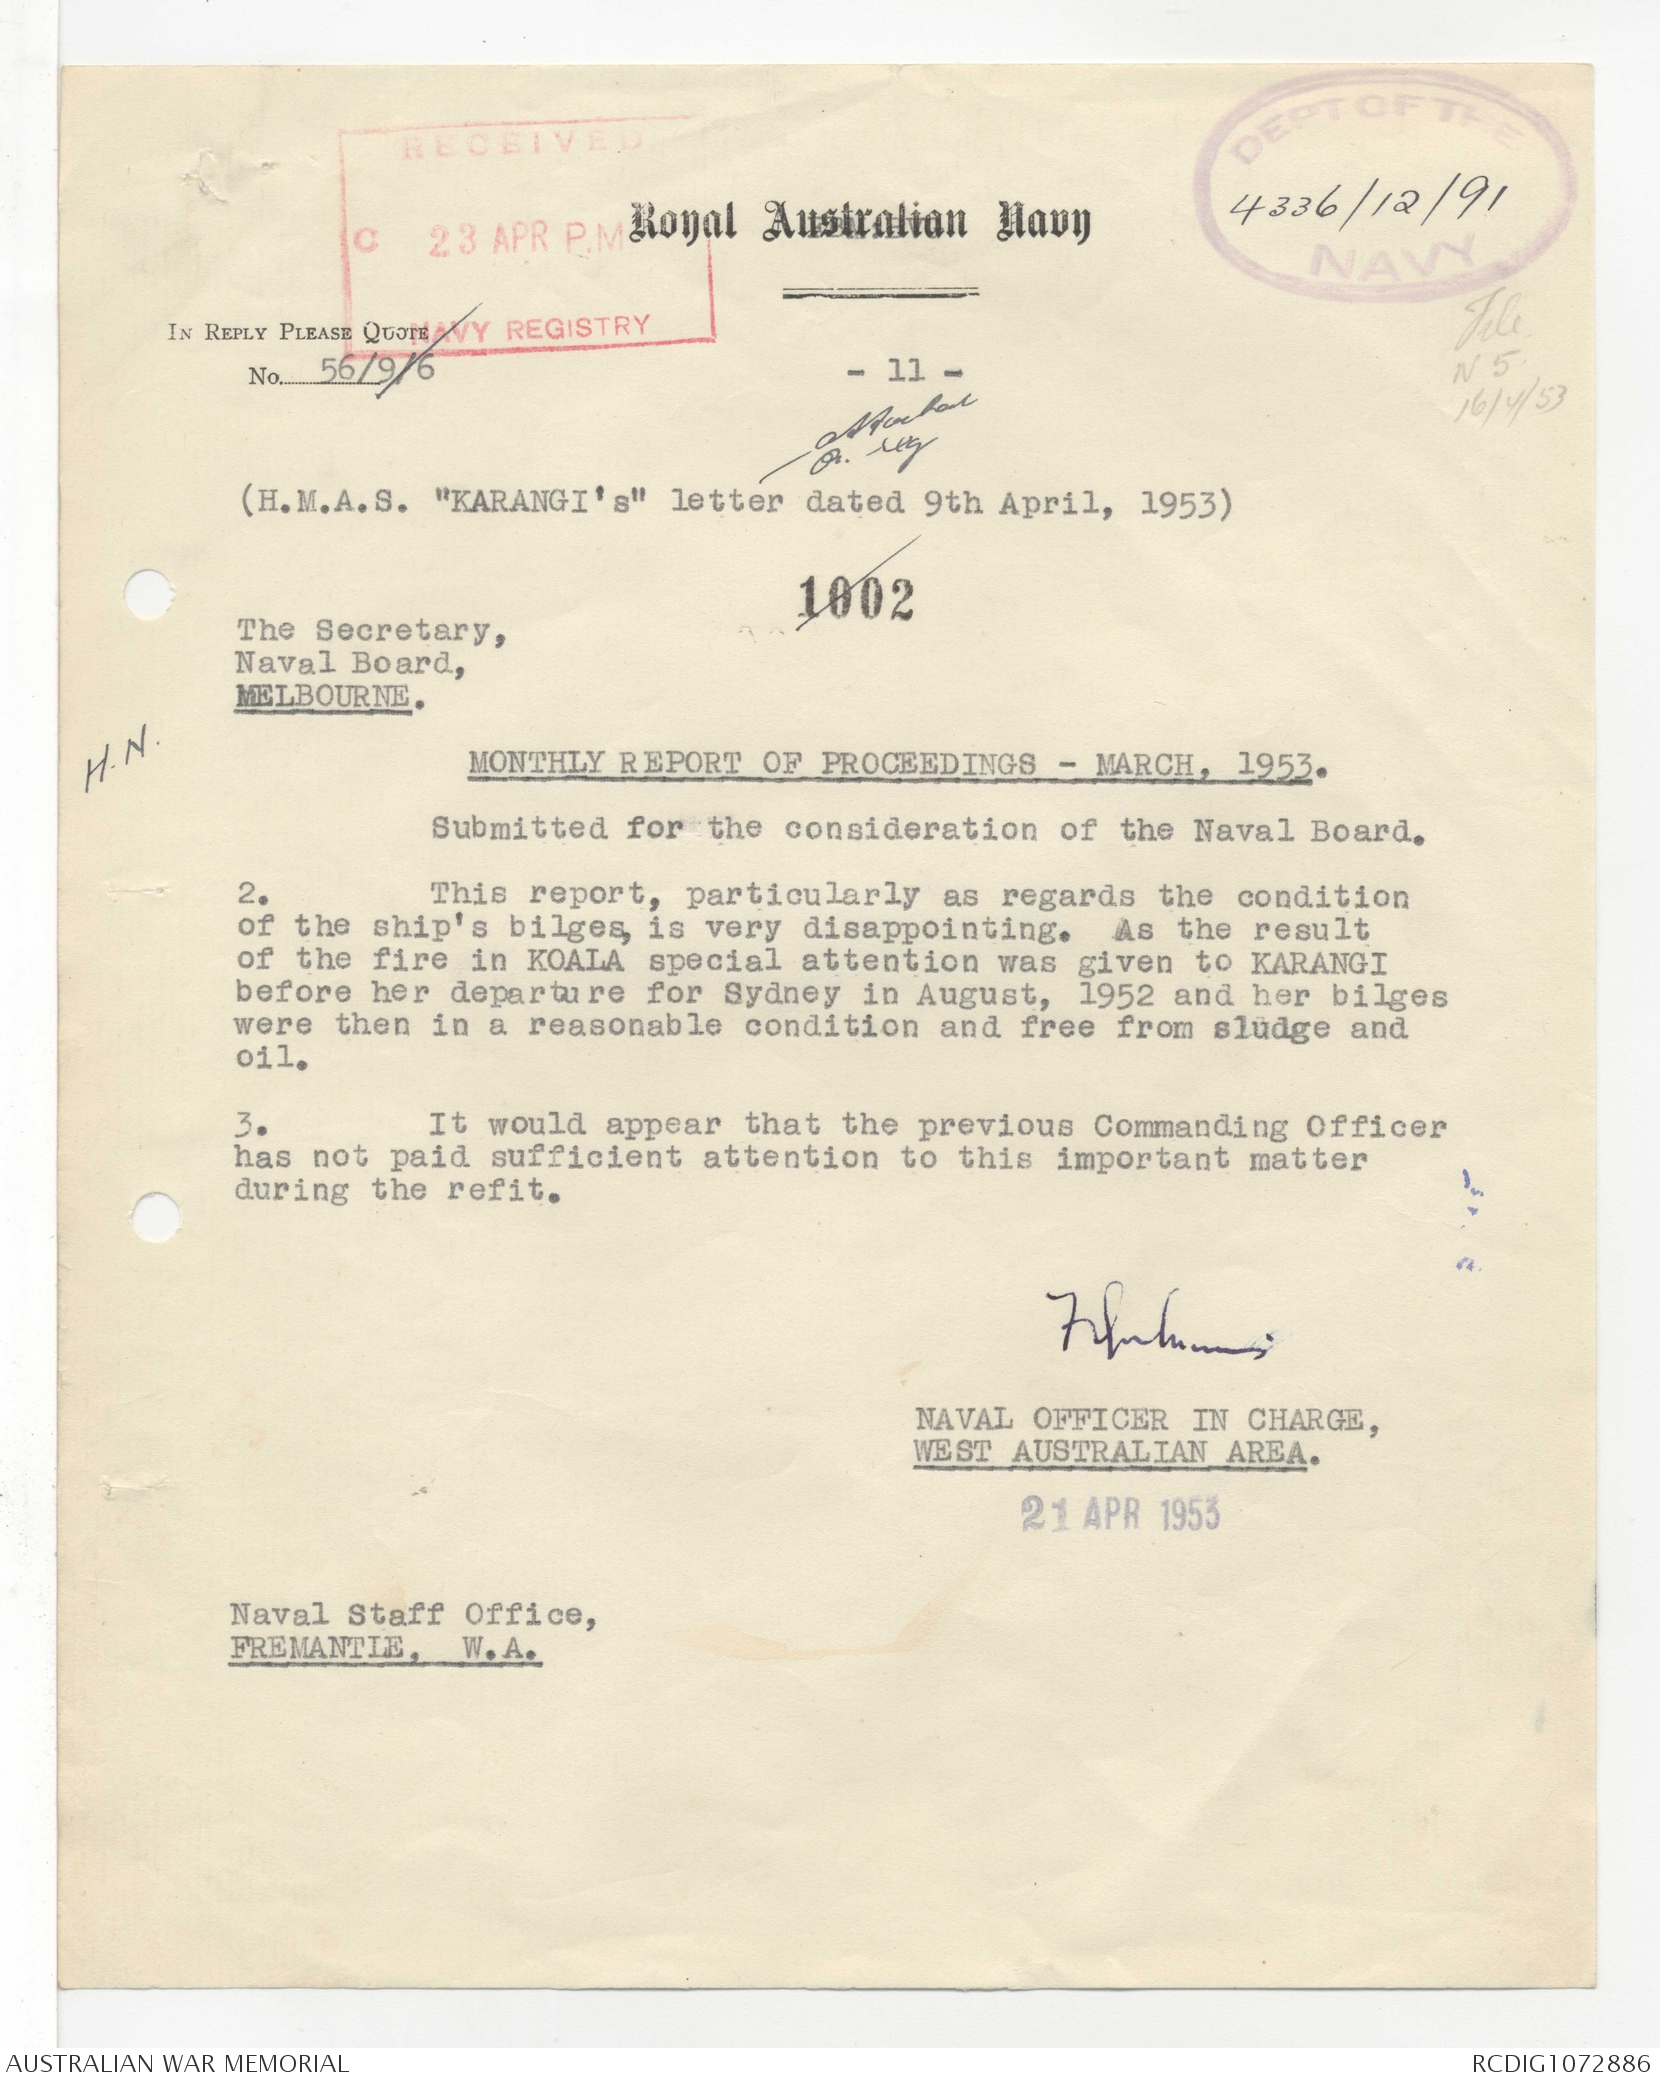 RECEIVED
C 23 APR P.M
NAVY REGISTRY
DEPT OF THE
4336/12/91
NAVY
Royal Australian Navy
File
N 5.
16/4/53
IN REPLY PLEASE QUOTE
No. 56/9/6
- 11 -
(H.M.A.S. "KARANGI's" letter dated 9th April, 1953)
1002
The Secretary,
Naval Board,
MELBOURNE.
H.N.
MONTHLY REPORT OF PROCEEDINGS - MARCH, 1953.
Submitted for the consideration of the Naval Board.
2. This report, particularly as regards the condition
of the ship's bilges, is very disappointing. As the result
of the fire in KOALA special attention was given to KARANGI
before her departure for Sydney in August, 1952 and her bilges
were then in a reasonable condition and free from sludge and
oil.
3. It would appear that the previous Commanding Officer
has not paid sufficient attention to this important matter
during the refit.
NAVAL OFFICER IN CHARGE,
WEST AUSTRALIAN AREA.
21 APR 1953
Naval Staff Office,
FREMANTLE, W.A.
AUSTRALIAN WAR MEMORIAL
RCDIG1072886